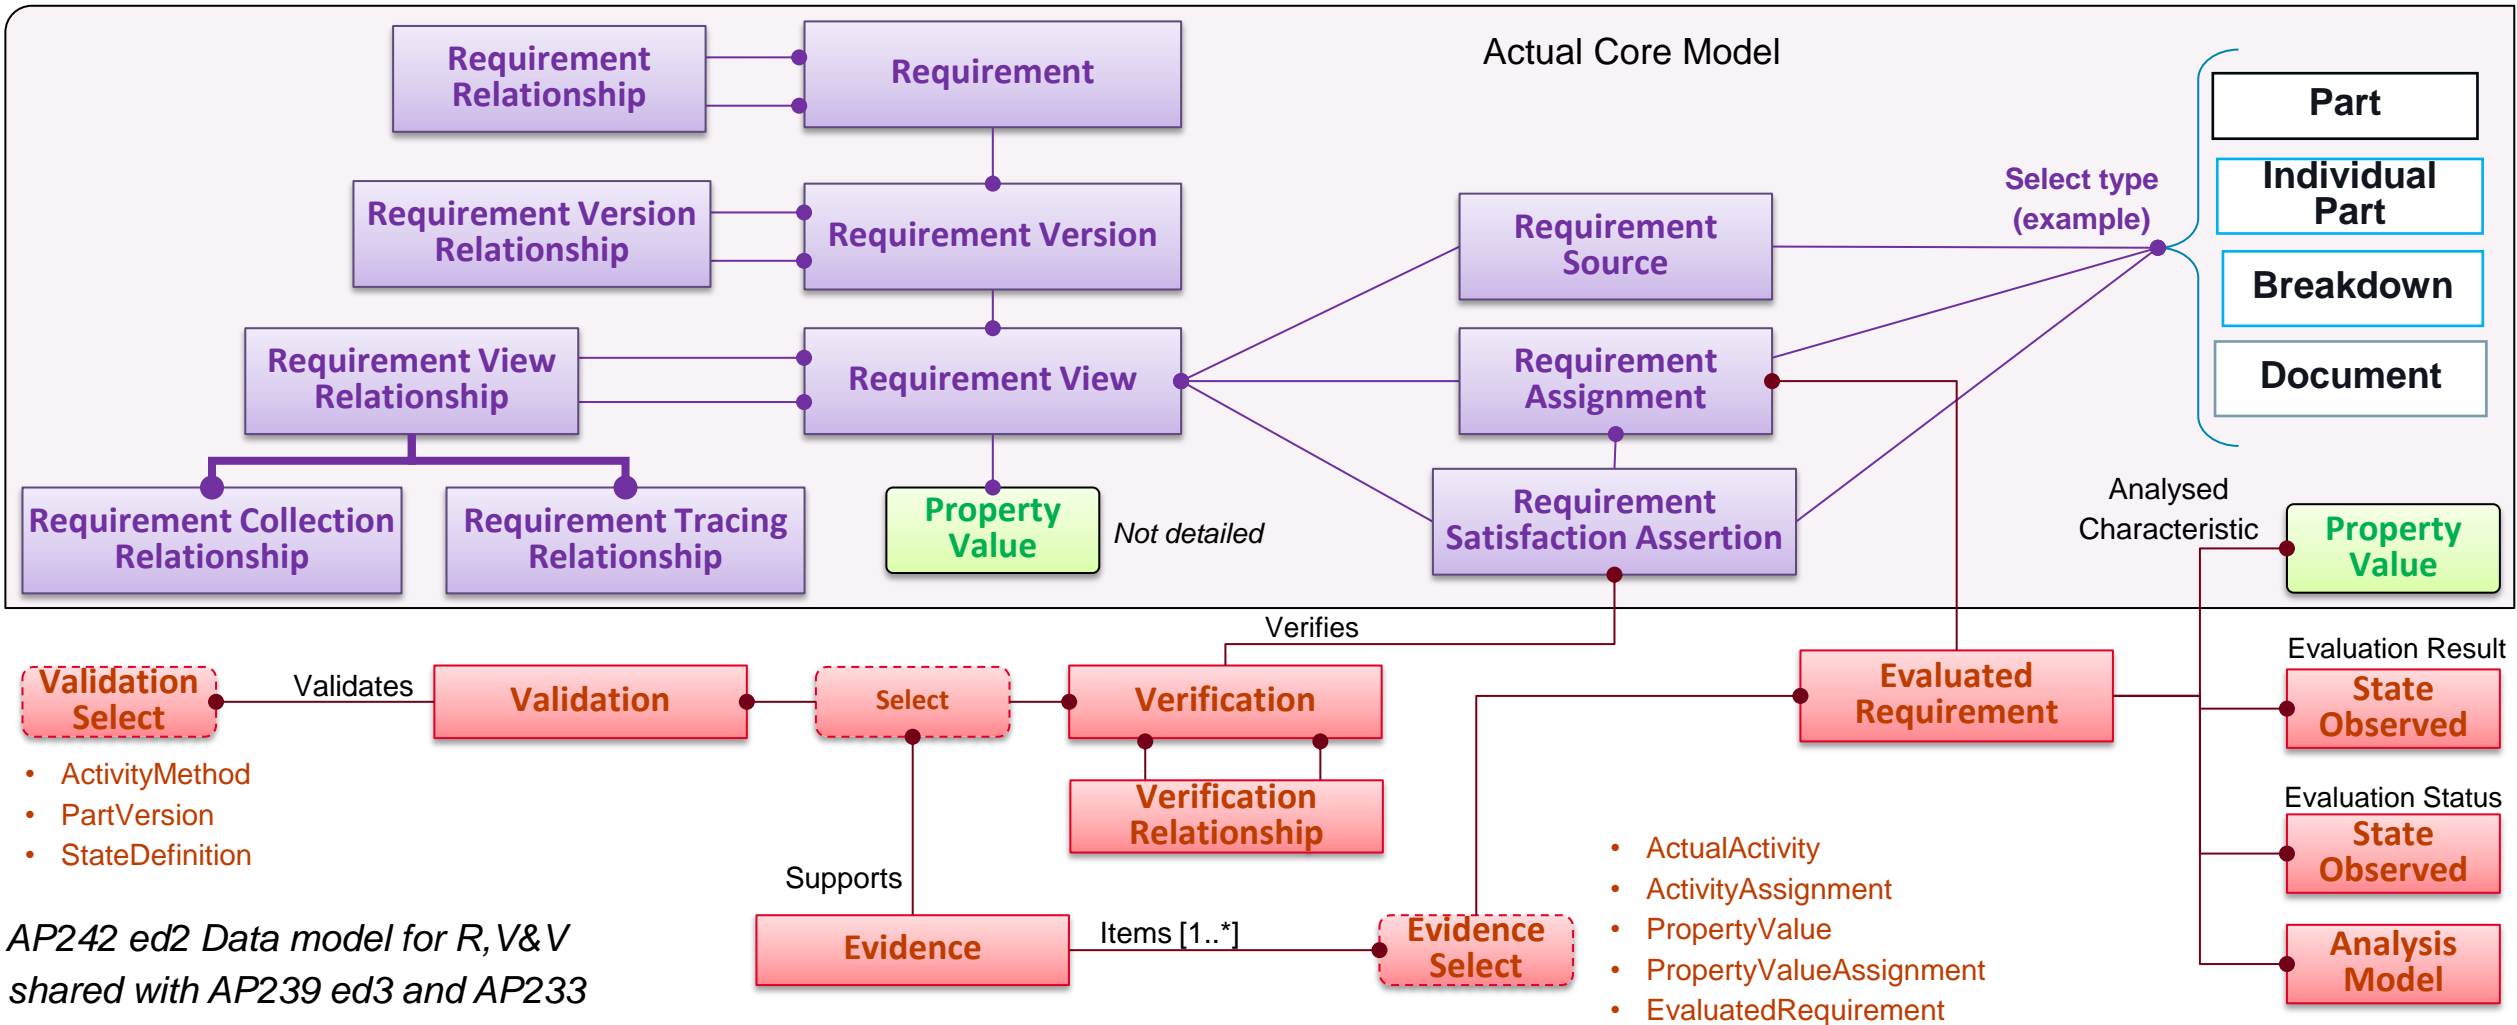 Requirement
Relationship
Requirement
Actual Core Model
Part
Individual
Part
Breakdown
Document
Select type
(example)
Requirement Version
Relationship
Requirement Version
Requirement
Source
Requirement View
Relationship
Requirement View
Requirement
Assignment
Requirement Collection
Relationship
Requirement Tracing
Relationship
Property
Value
Not detailed
Requirement
Satisfaction Assertion
Analysed
Characteristic
Property
Value
Verifies
Validation
Select
Validates
Validation
Select
Verification
Evaluated
Requirement
Evaluation Result
State
Observed
• ActivityMethod
• PartVersion
• StateDefinition
Verification
Relationship
Evaluation Status
State
Observed
Supports
Evidence
Items [1..*]
Evidence
Select
• ActualActivity
• ActivityAssignment
• PropertyValue
• PropertyValueAssignment
• EvaluatedRequirement
Analysis
Model
AP242 ed2 Data model for R,V&V
shared with AP239 ed3 and AP233